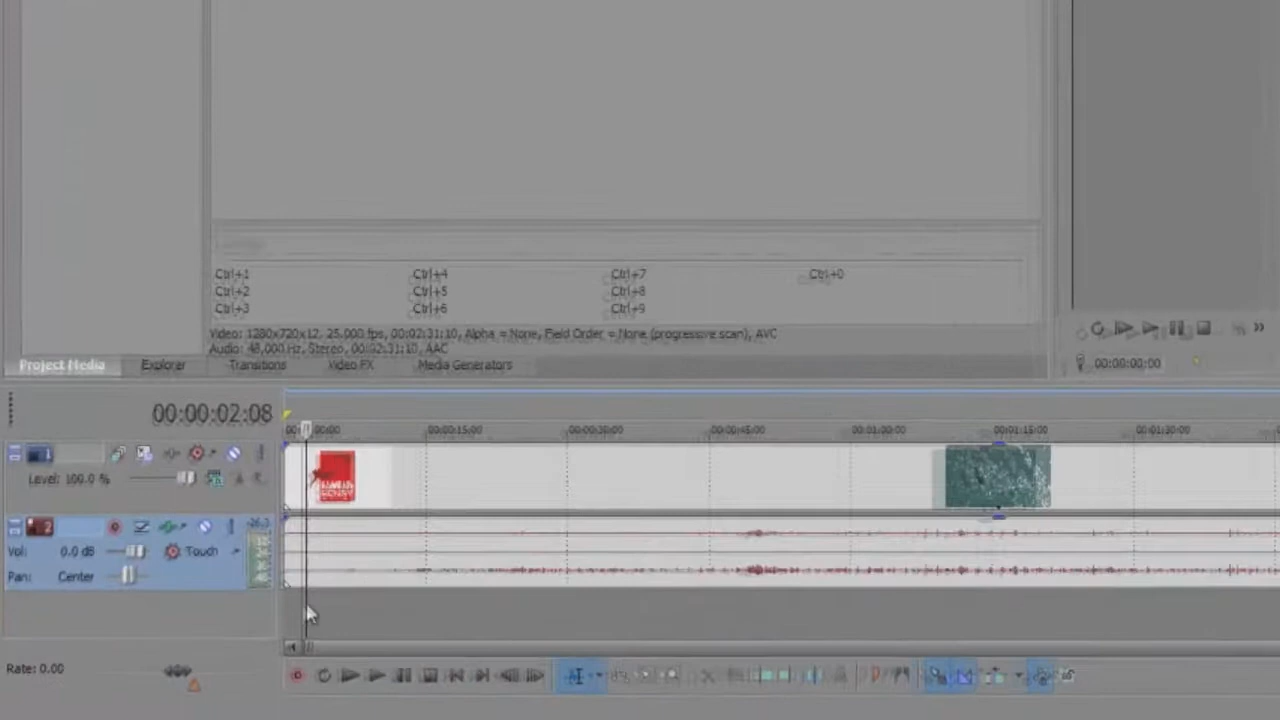 Ctrl+1 Ctrl+4 Ctrl+7 Ctrl+0
Ctrl+2 Ctrl+5 Ctrl+8
Ctrl+3 Ctrl+6 Ctrl+9
Video: 1280x720x12, 25,000 fps, 00:02:31:10, Alpha = None, Field Order = None (progressive scan), AVC
Audio: 48,000 Hz, Stereo, 00:02:31:10, AAC
Project Media Explorer Transitions Video FX Media Generators
00:00:00:00
00:00:02:08
00:00:15:00 00:00:30:00 00:00:45:00 00:01:00:00 00:01:15:00 00:01:30:00
1
Level: 100.0 %
2
Vol: 0.0 dB Touch
Pan: Center
Rate: 0.00